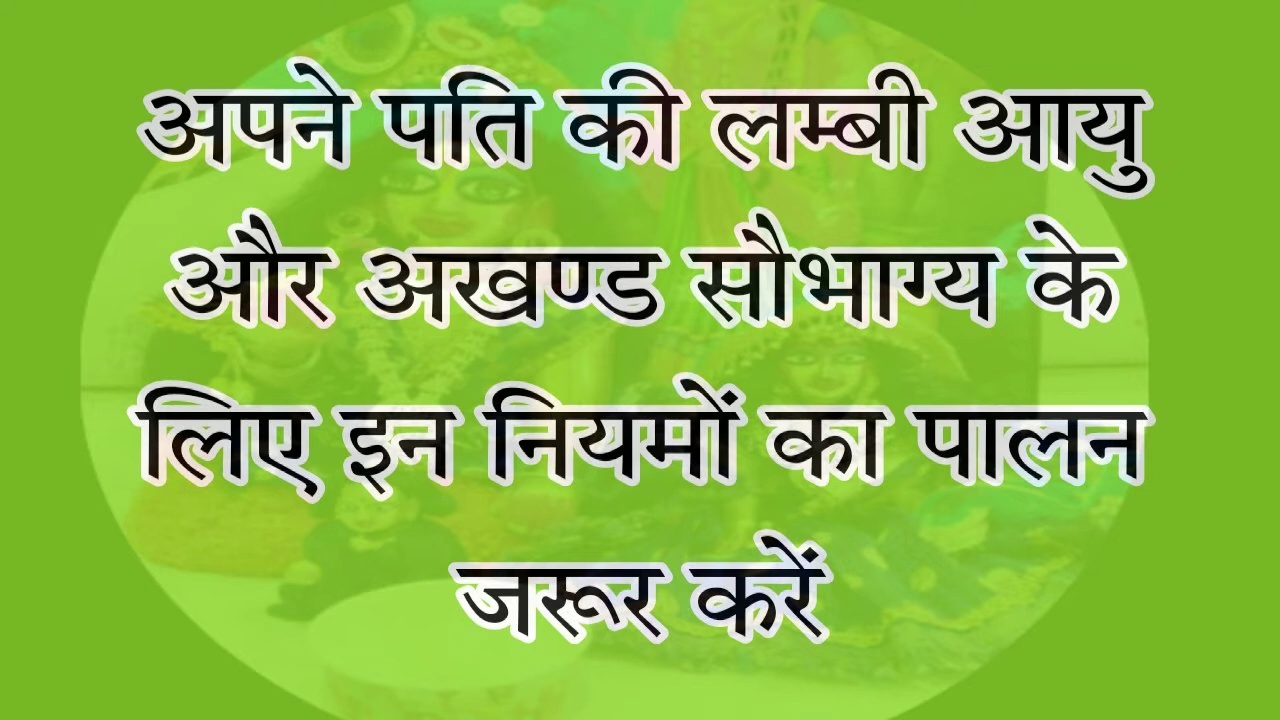 अपने पति की लम्बी आयु
और अखण्ड सौभाग्य के
लिए इन नियमों का पालन
जरूर करें